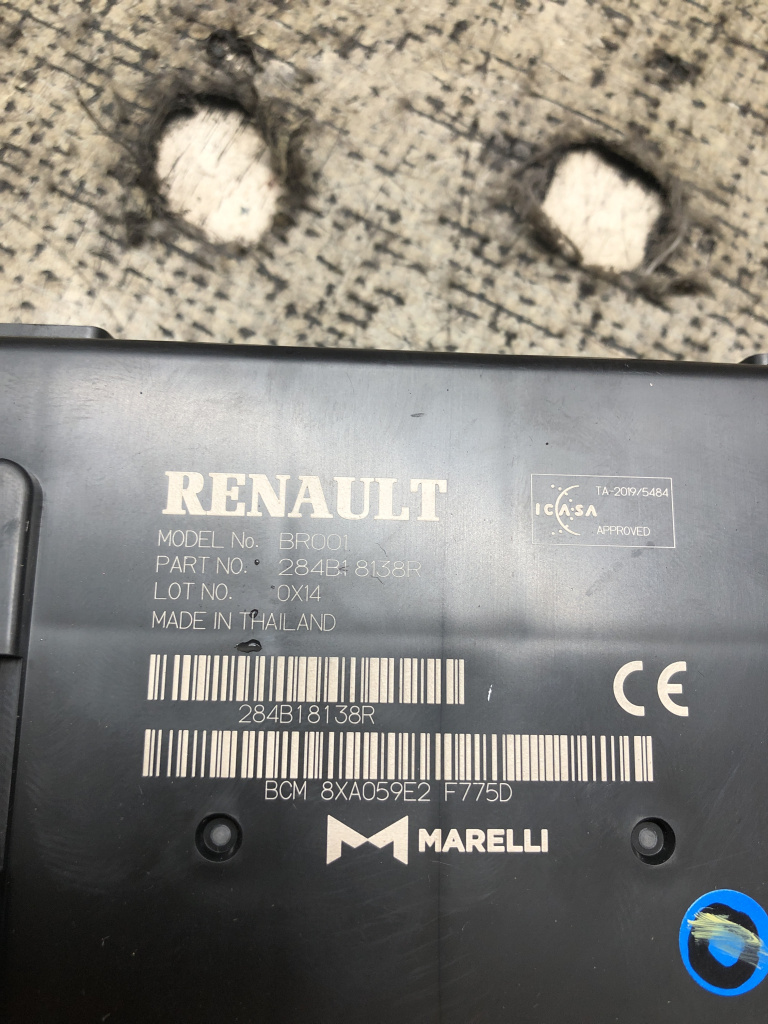 RENAULT
MODEL No. BR001
PART NO. 284B18138R
LOT NO. 0X14
MADE IN THAILAND
TA-2019/5484
ICASA
APPROVED
284B18138R
CE
BCM 8XA059E2 F775D
MARELLI